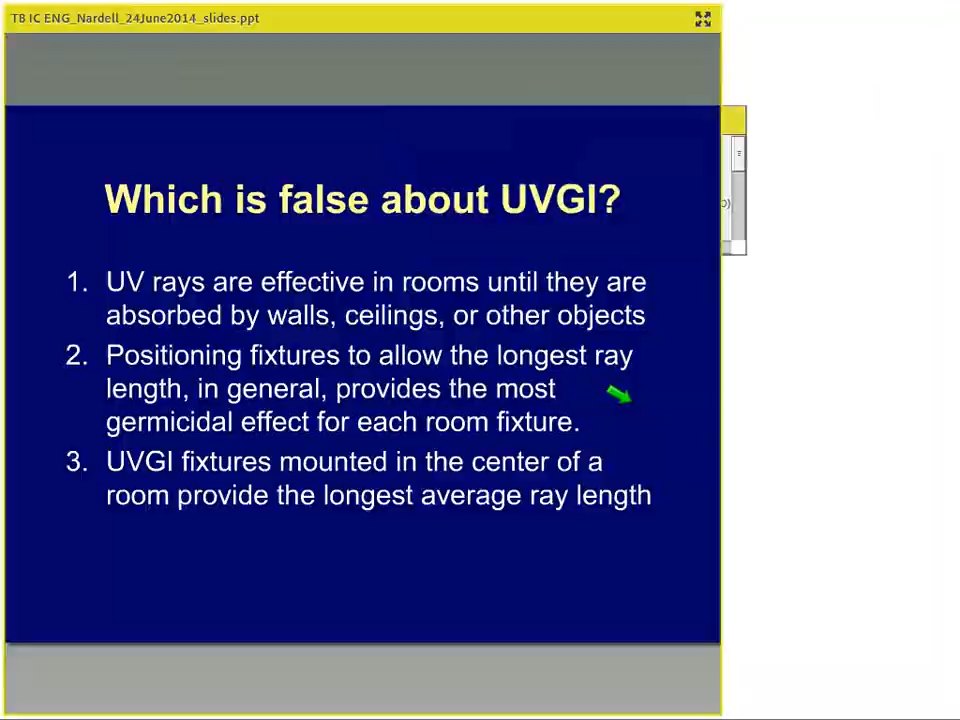 TB IC ENG_Nardell_24June2014_slides.ppt
Which is false about UVGI?
1. UV rays are effective in rooms until they are
absorbed by walls, ceilings, or other objects
2. Positioning fixtures to allow the longest ray
length, in general, provides the most
germicidal effect for each room fixture.
3. UVGI fixtures mounted in the center of a
room provide the longest average ray length